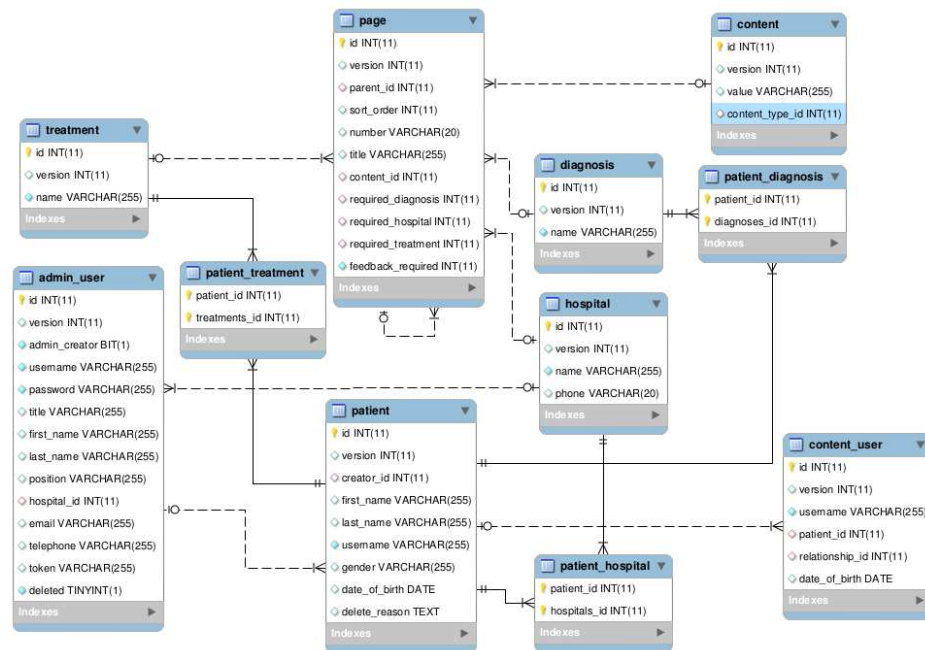 page
id INT(11)
version INT(11)
parent_id INT(11)
sort_order INT(11)
number VARCHAR(20)
title VARCHAR(255)
content_id INT(11)
required_diagnosis INT(11)
required_hospital INT(11)
required_treatment INT(11)
feedback_required INT(11)
Indexes
content
id INT(11)
version INT(11)
value VARCHAR(255)
content_type_id INT(11)
Indexes
treatment
id INT(11)
version INT(11)
name VARCHAR(255)
Indexes
diagnosis
id INT(11)
version INT(11)
name VARCHAR(255)
Indexes
patient_diagnosis
patient_id INT(11)
diagnoses_id INT(11)
Indexes
admin_user
id INT(11)
version INT(11)
admin_creator BIT(1)
username VARCHAR(255)
password VARCHAR(255)
title VARCHAR(255)
first_name VARCHAR(255)
last_name VARCHAR(255)
position VARCHAR(255)
hospital_id INT(11)
email VARCHAR(255)
telephone VARCHAR(255)
token VARCHAR(255)
deleted TINYINT(1)
Indexes
patient_treatment
patient_id INT(11)
treatments_id INT(11)
Indexes
hospital
id INT(11)
version INT(11)
name VARCHAR(255)
phone VARCHAR(20)
Indexes
patient
id INT(11)
version INT(11)
creator_id INT(11)
first_name VARCHAR(255)
last_name VARCHAR(255)
username VARCHAR(255)
gender VARCHAR(255)
date_of_birth DATE
delete_reason TEXT
Indexes
content_user
id INT(11)
version INT(11)
username VARCHAR(255)
patient_id INT(11)
relationship_id INT(11)
date_of_birth DATE
Indexes
patient_hospital
patient_id INT(11)
hospitals_id INT(11)
Indexes